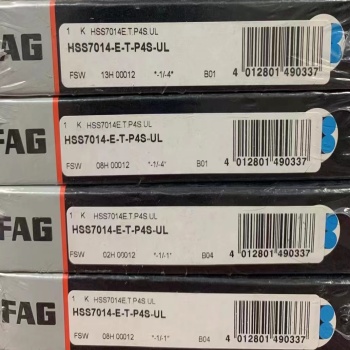 FAG
1 K HSS7014E.T.P4S.UL
HSS7014-E-T-P4S-UL
FSW 13H 00012 *-1/-4* B01
4 012801 490337
FAG
1 K HSS7014E.T.P4S.UL
HSS7014-E-T-P4S-UL
FSW 08H 00012 *-1/-4* B01
4 012801 490337
FAG
1 K HSS7014E.T.P4S.UL
HSS7014-E-T-P4S-UL
FSW 02H 00012 *-1/-1* B04
4 012801 490337
FAG
1 K HSS7014E.T.P4S.UL
HSS7014-E-T-P4S-UL
FSW 08H 00012 *-1/-1* B04
4 012801 490337